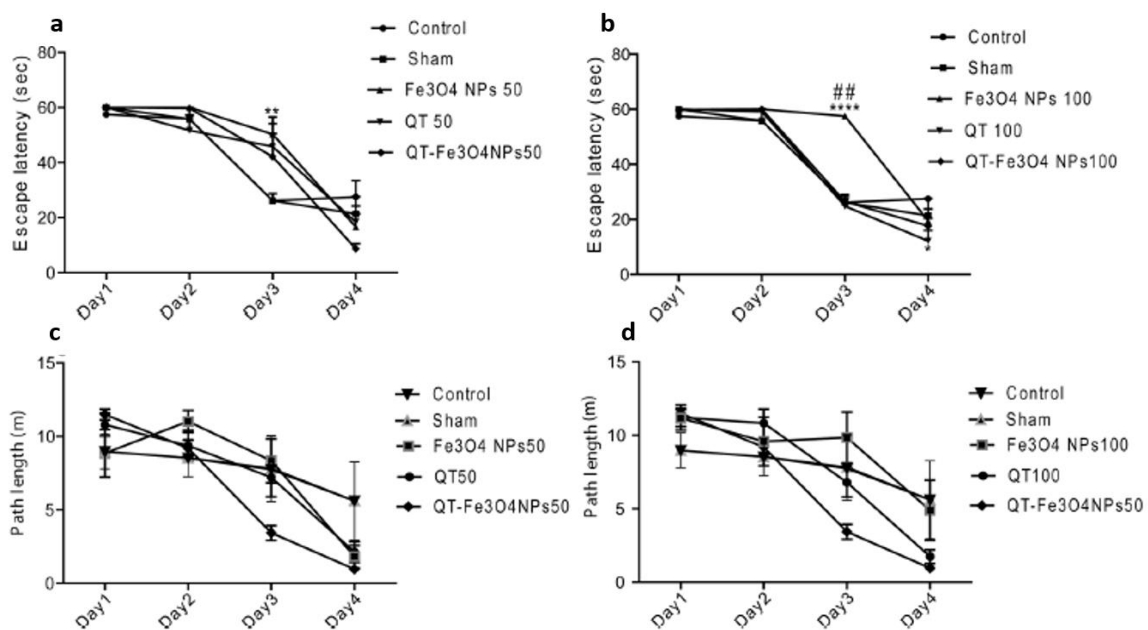 a
Escape latency (sec)
80
60
40
20
0
**
Day1
Day2
Day3
Day4
Control
Sham
Fe3O4 NPs 50
QT 50
QT-Fe3O4NPs50
b
Escape latency (sec)
80
60
40
20
0
##
****
*
Day1
Day2
Day3
Day4
Control
Sham
Fe3O4 NPs 100
QT 100
QT-Fe3O4 NPs100
c
Path length (m)
15
10
5
0
Day1
Day2
Day3
Day4
Control
Sham
Fe3O4 NPs50
QT50
QT-Fe3O4NPs50
d
Path length (m)
15
10
5
0
Day1
Day2
Day3
Day4
Control
Sham
Fe3O4 NPs100
QT100
QT-Fe3O4NPs50